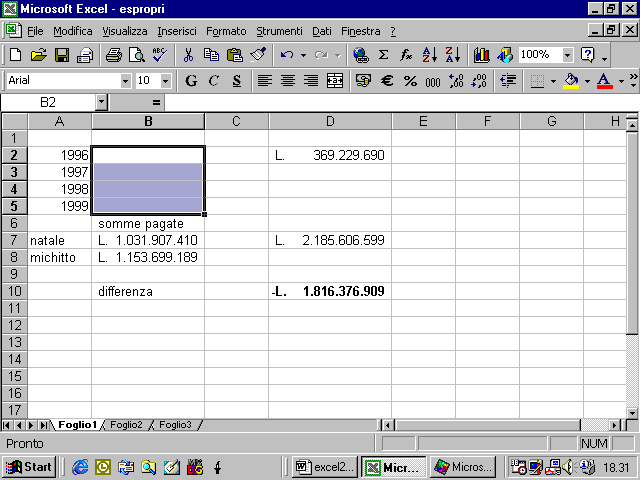 Microsoft Excel - espropri
File Modifica Visualizza Inserisci Formato Strumenti Dati Finestra ?
100%
Arial 10 G C S € % 000
B2 =
A B C D E F G H
1
2 1996 L. 369.229.690
3 1997
4 1998
5 1999
6 somme pagate
7 natale L. 1.031.907.410 L. 2.185.606.599
8 michitto L. 1.153.699.189
9
10 differenza -L. 1.816.376.909
11
12
13
14
15
16
17
Foglio1 Foglio2 Foglio3
Pronto NUM
Start excel2... Micr... Micros... 18.31